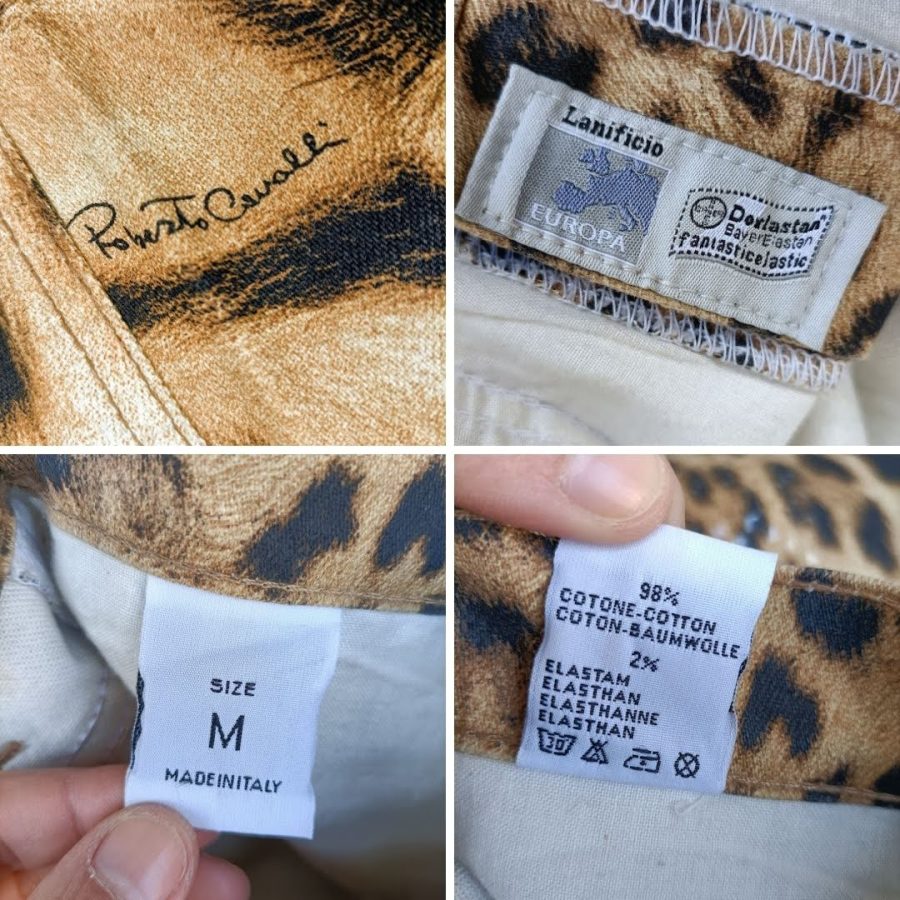 Roberto Cavalli
Lanificio
EUROPA
BAYER
Dorlastan
BayerElastan
fantasticelastic
SIZE
M
MADEINITALY
98%
COTONE-COTTON
COTON-BAUMWOLLE
2%
ELASTAM
ELASTHAN
ELASTHANNE
ELASTHAN
30